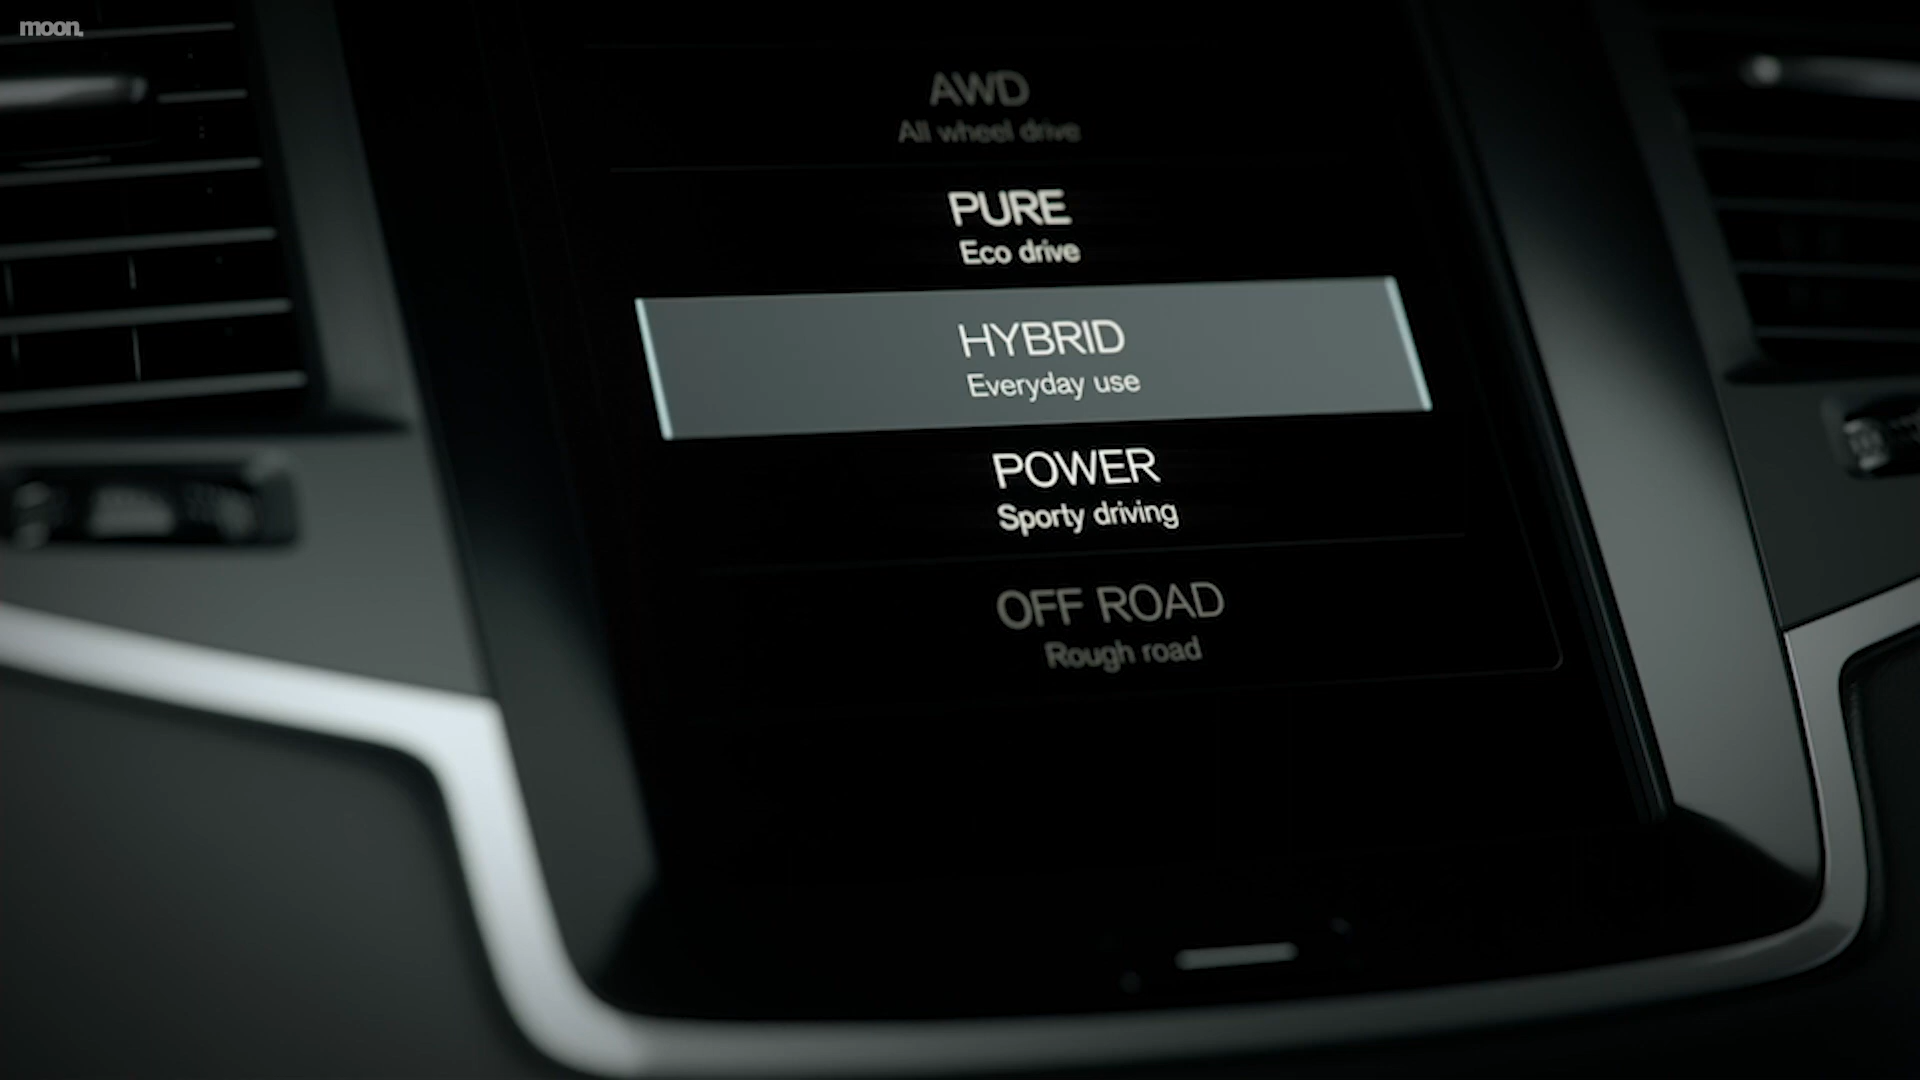 moon.
AWD
All wheel drive
PURE
Eco drive
HYBRID
Everyday use
POWER
Sporty driving
OFF ROAD
Rough road